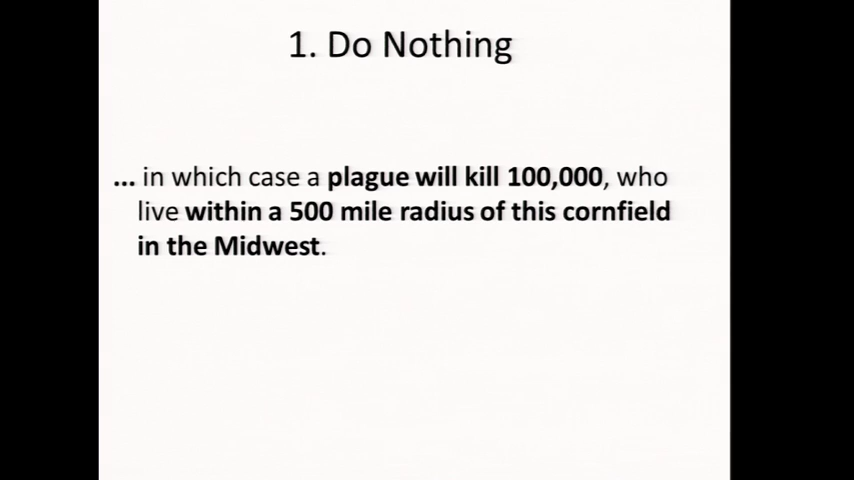 1. Do Nothing
... in which case a plague will kill 100,000, who
live within a 500 mile radius of this cornfield
in the Midwest.